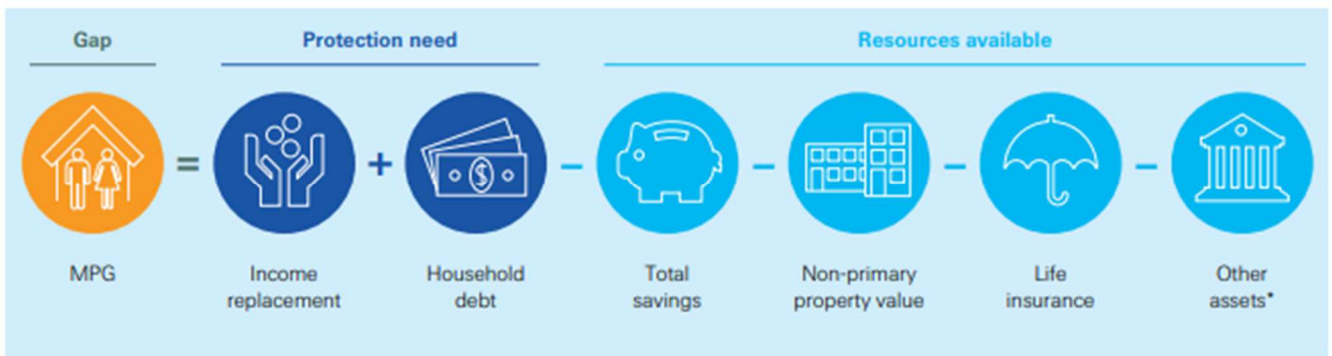 Gap
Protection need
Resources available
=
+
$
–
–
–
–
MPG
Income
replacement
Household
debt
Total
savings
Non-primary
property value
Life
insurance
Other
assets*